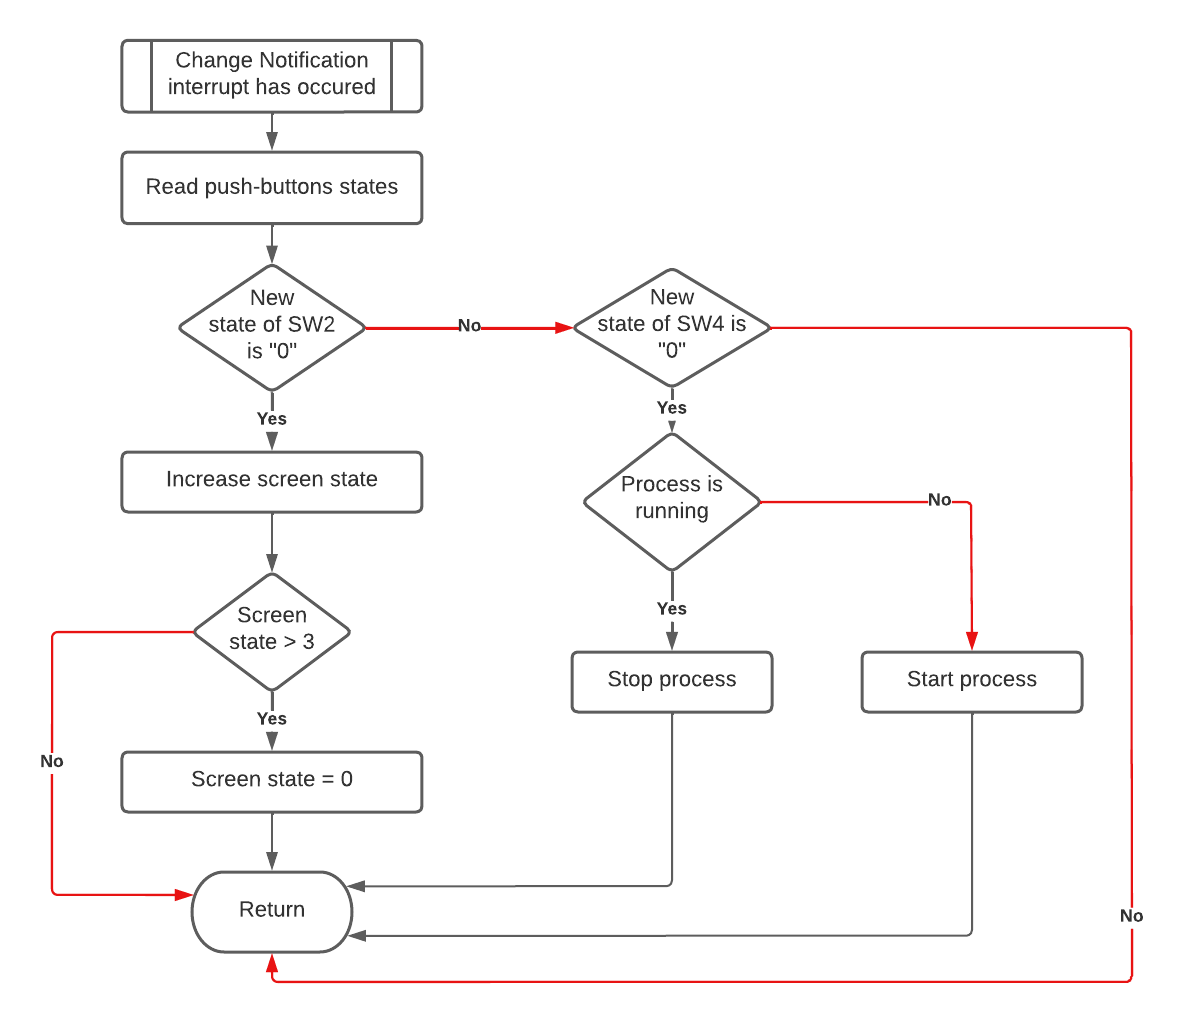 Change Notification
interrupt has occured
Read push-buttons states
New
state of SW2
is "0"
No
New
state of SW4 is
"0"
Yes
Yes
Increase screen state
Process is
running
No
Screen
state > 3
Yes
Stop process
Start process
Yes
No
Screen state = 0
Return
No